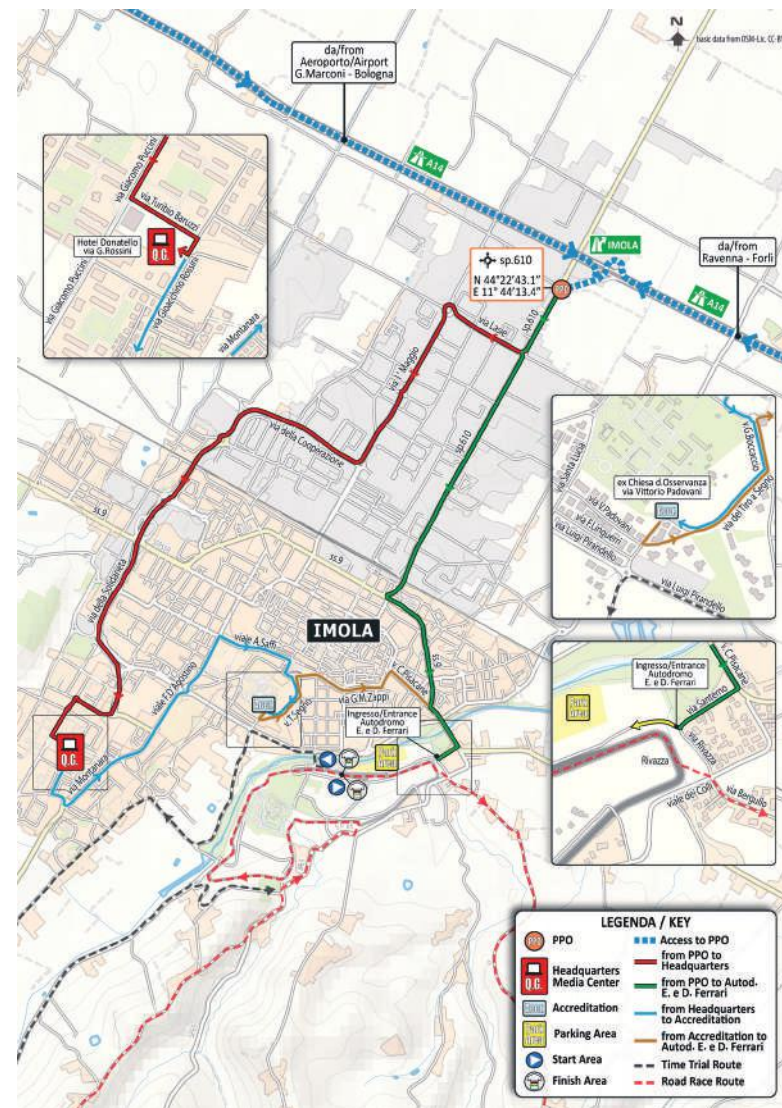 N
basic data from OSM-Lic. CC-B
da/from
Aeroporto/Airport
G.Marconi - Bologna
A14
IMOLA
da/from
Ravenna - Forlì
A14
sp.610
N 44°22'43.1"
E 11° 44'13.4"
PPO
via Giacomo Puccini
via Turibio Baruzzi
Hotel Donatello
via G.Rossini
Q.G.
via Gioacchino Rossini
via Giacomo Puccini
via Montanara
via Lasie
sp.610
via I° Maggio
sp.610
via della Cooperazione
ss.9
ss.9
via della Solidarietà
IMOLA
ss.9
viale A.Saffi
viale F.D'Agostino
v.C.Pisacane
via G.M.Zappi
d.T.Segno
Ingresso/Entrance
Autodromo
E. e D. Ferrari
Q.G.
via Montanara
v.G.Boccaccio
via Santa Lucia
ex Chiesa d.Osservanza
via Vittorio Padovani
via del Tiro a Segno
via V.Padovani
via F.Linguerri
via Luigi Pirandello
via Luigi Pirandello
v.C.Pisacane
Ingresso/Entrance
Autodromo
E. e D. Ferrari
via Santerno
via Rivazza
Rivazza
viale dei Colli
via Bergullo
LEGENDA / KEY
PPO
Headquarters
Media Center
Q.G.
Accreditation
Parking Area
Start Area
Finish Area
Access to PPO
from PPO to
Headquarters
from PPO to Autod.
E. e D. Ferrari
from Headquarters
to Accreditation
from Accreditation to
Autod. E. e D. Ferrari
Time Trial Route
Road Race Route